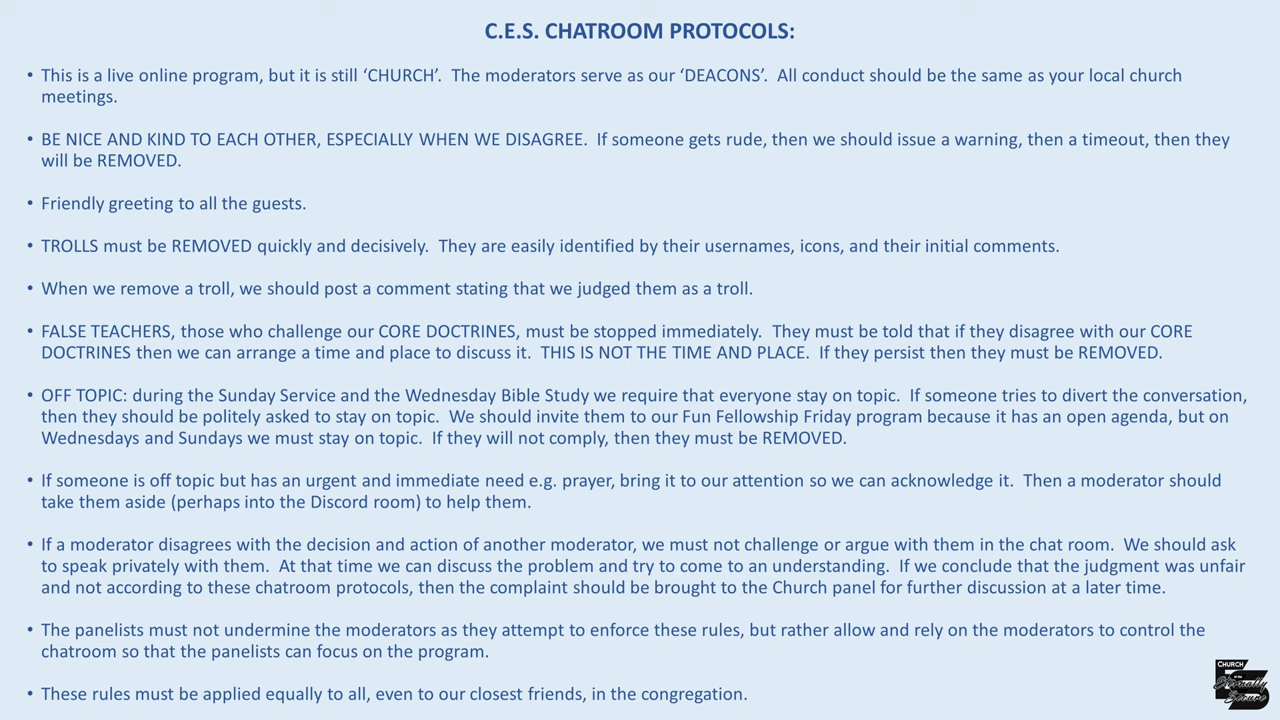 C.E.S. CHATROOM PROTOCOLS:
• This is a live online program, but it is still ‘CHURCH’.  The moderators serve as our ‘DEACONS’.  All conduct should be the same as your local church
meetings.
• BE NICE AND KIND TO EACH OTHER, ESPECIALLY WHEN WE DISAGREE.  If someone gets rude, then we should issue a warning, then a timeout, then they
will be REMOVED.
• Friendly greeting to all the guests.
• TROLLS must be REMOVED quickly and decisively.  They are easily identified by their usernames, icons, and their initial comments.
• When we remove a troll, we should post a comment stating that we judged them as a troll.
• FALSE TEACHERS, those who challenge our CORE DOCTRINES, must be stopped immediately.  They must be told that if they disagree with our CORE
DOCTRINES then we can arrange a time and place to discuss it.  THIS IS NOT THE TIME AND PLACE.  If they persist then they must be REMOVED.
• OFF TOPIC: during the Sunday Service and the Wednesday Bible Study we require that everyone stay on topic.  If someone tries to divert the conversation,
then they should be politely asked to stay on topic.  We should invite them to our Fun Fellowship Friday program because it has an open agenda, but on
Wednesdays and Sundays we must stay on topic.  If they will not comply, then they must be REMOVED.
• If someone is off topic but has an urgent and immediate need e.g. prayer, bring it to our attention so we can acknowledge it.  Then a moderator should
take them aside (perhaps into the Discord room) to help them.
• If a moderator disagrees with the decision and action of another moderator, we must not challenge or argue with them in the chat room.  We should ask
to speak privately with them.  At that time we can discuss the problem and try to come to an understanding.  If we conclude that the judgment was unfair
and not according to these chatroom protocols, then the complaint should be brought to the Church panel for further discussion at a later time.
• The panelists must not undermine the moderators as they attempt to enforce these rules, but rather allow and rely on the moderators to control the
chatroom so that the panelists can focus on the program.
• These rules must be applied equally to all, even to our closest friends, in the congregation.
CHURCH
of the
Eternally
Secure